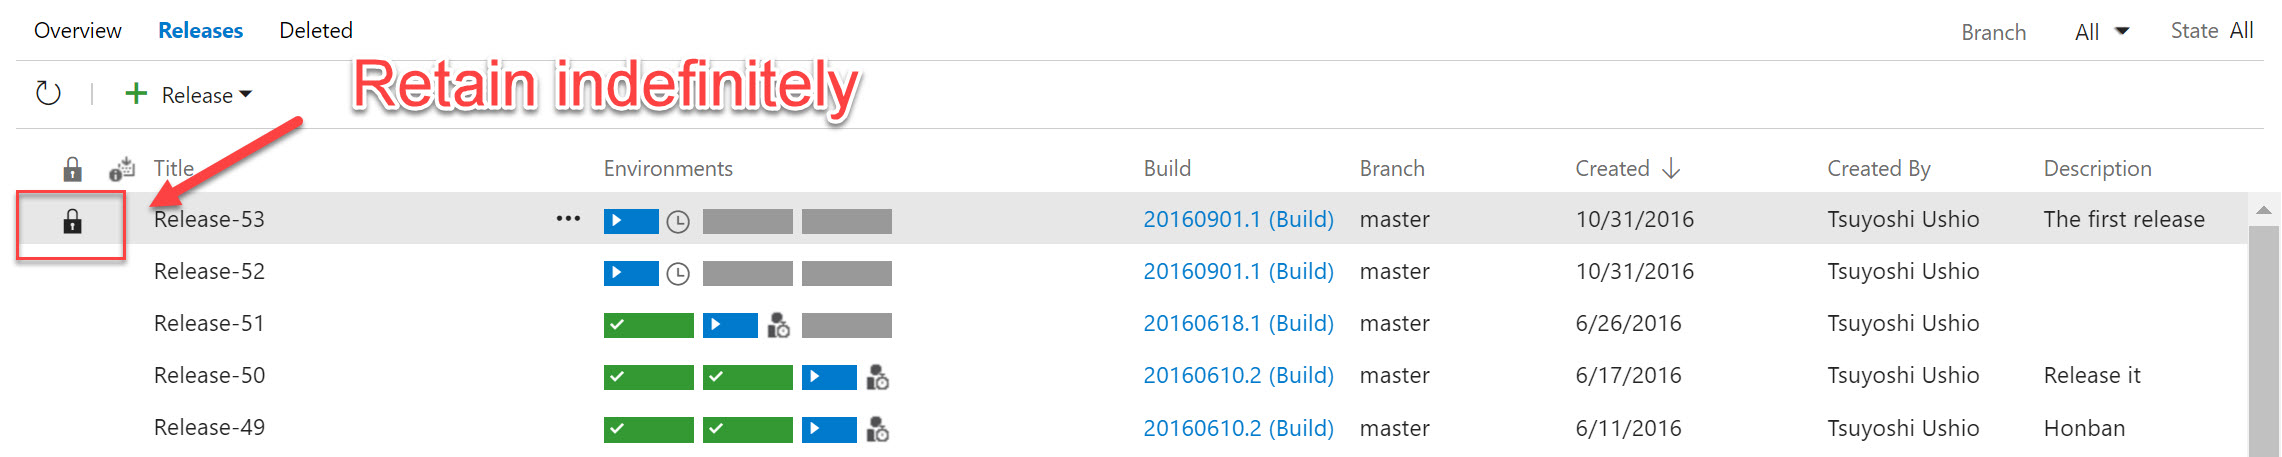 Overview Releases Deleted Branch All State All
Release
Retain indefinitely
Title Environments Build Branch Created Created By Description
Release-53 20160901.1 (Build) master 10/31/2016 Tsuyoshi Ushio The first release
Release-52 20160901.1 (Build) master 10/31/2016 Tsuyoshi Ushio
Release-51 20160618.1 (Build) master 6/26/2016 Tsuyoshi Ushio
Release-50 20160610.2 (Build) master 6/17/2016 Tsuyoshi Ushio Release it
Release-49 20160610.2 (Build) master 6/11/2016 Tsuyoshi Ushio Honban